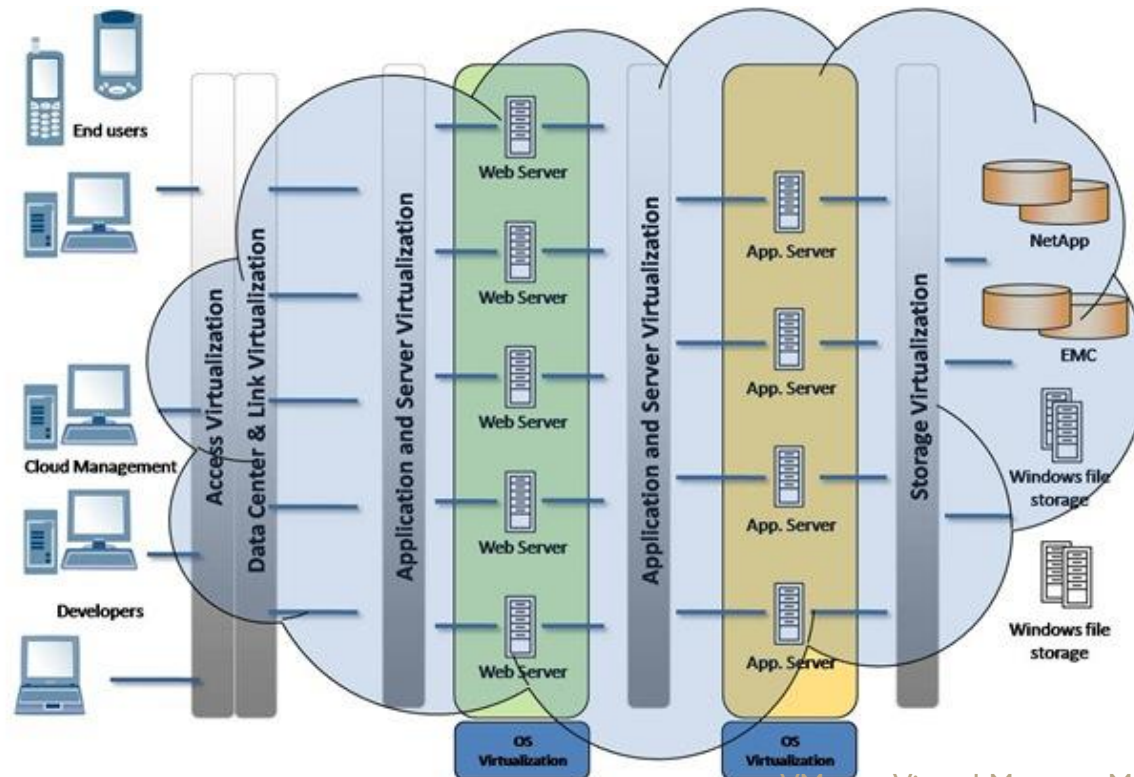 End users
Cloud Management
Developers
Access Virtualization
Data Center & Link Virtualization
Application and Server Virtualization
Web Server
Web Server
Web Server
Web Server
Web Server
OS
Virtualization
Application and Server Virtualization
App. Server
App. Server
App. Server
App. Server
OS
Virtualization
Storage Virtualization
NetApp
EMC
Windows file
storage
Windows file
storage